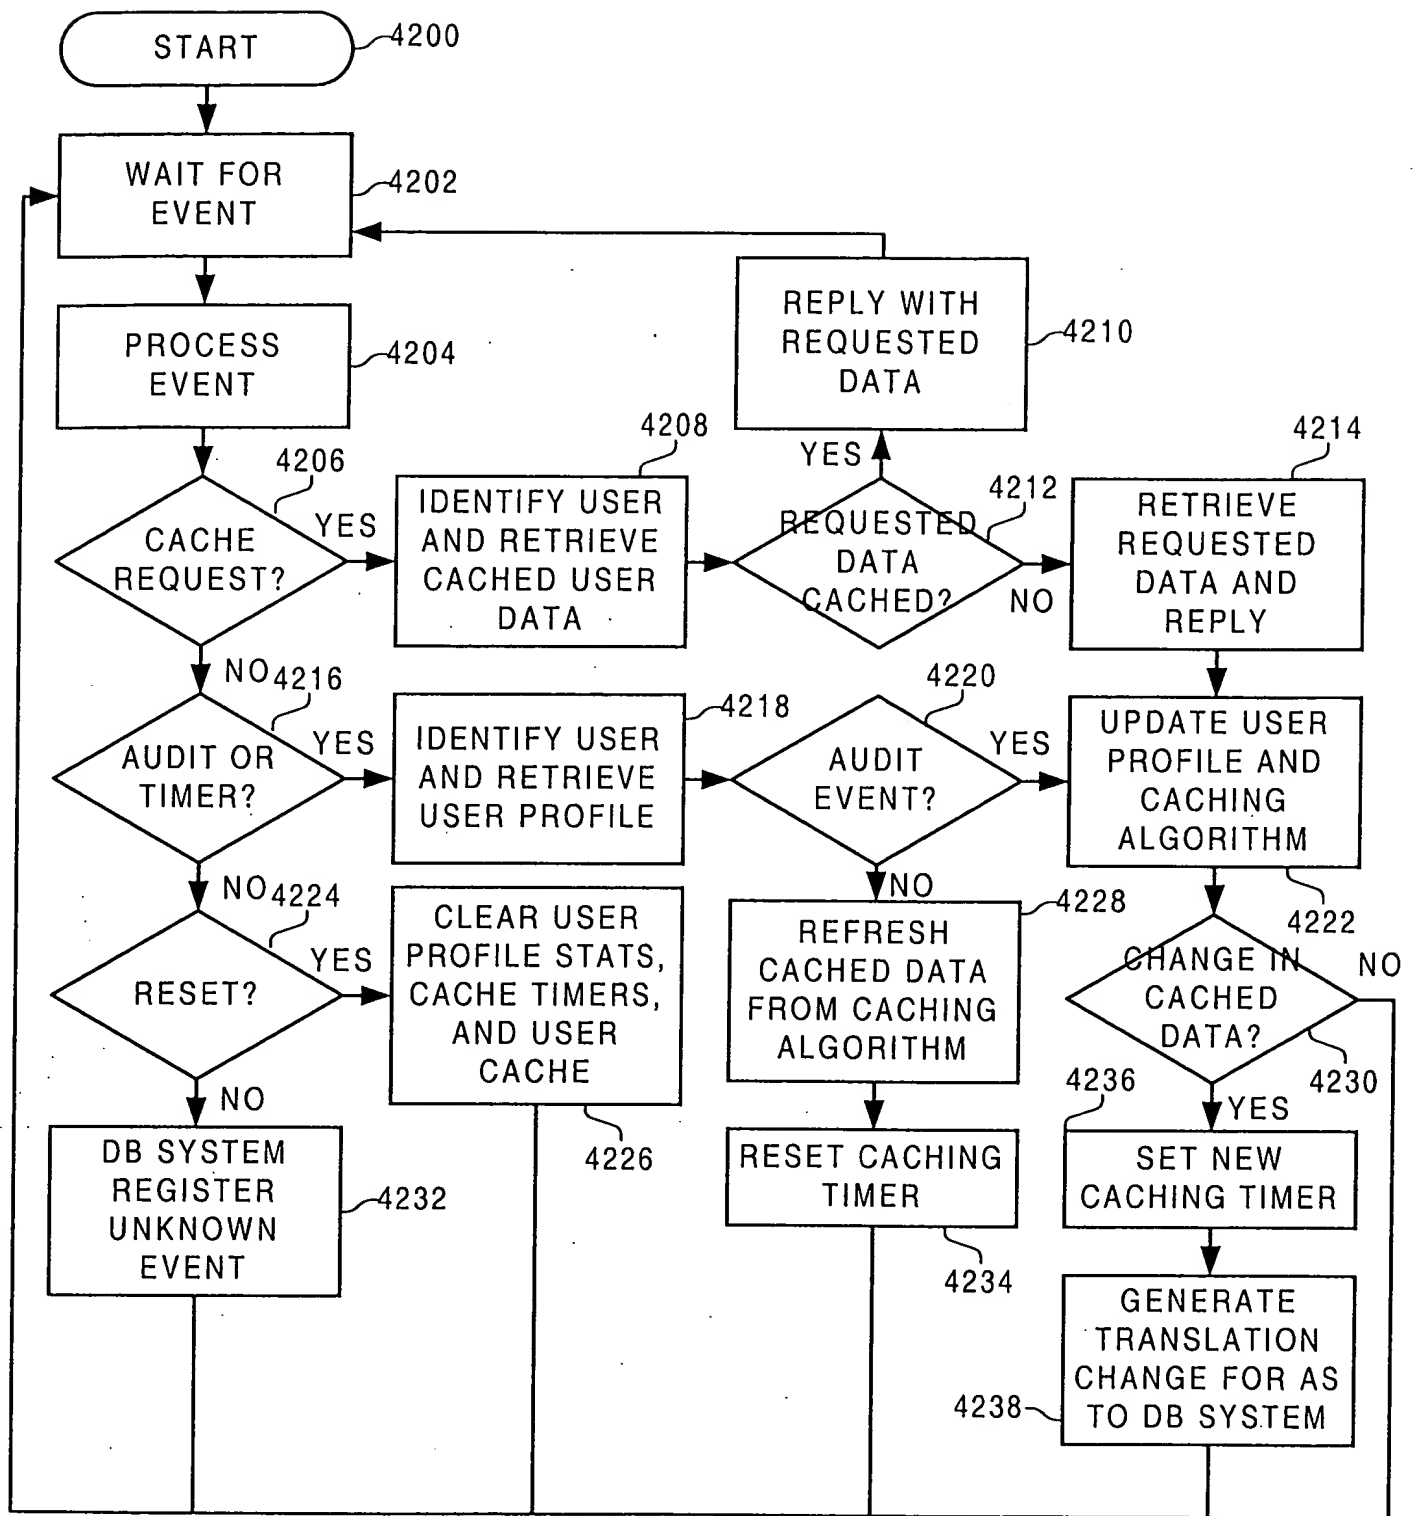 START
4200
WAIT FOR
EVENT
4202
PROCESS
EVENT
4204
REPLY WITH
REQUESTED
DATA
4210
4206
CACHE
REQUEST?
YES
NO
4208
IDENTIFY USER
AND RETRIEVE
CACHED USER
DATA
YES
4212
REQUESTED
DATA
CACHED?
NO
4214
RETRIEVE
REQUESTED
DATA AND
REPLY
4216
AUDIT OR
TIMER?
YES
NO
4218
IDENTIFY USER
AND RETRIEVE
USER PROFILE
4220
AUDIT
EVENT?
YES
NO
UPDATE USER
PROFILE AND
CACHING
ALGORITHM
4222
4224
RESET?
YES
NO
CLEAR USER
PROFILE STATS,
CACHE TIMERS,
AND USER
CACHE
4226
4228
REFRESH
CACHED DATA
FROM CACHING
ALGORITHM
CHANGE IN
CACHED
DATA?
NO
4230
YES
DB SYSTEM
REGISTER
UNKNOWN
EVENT
4232
RESET CACHING
TIMER
4234
4236
SET NEW
CACHING TIMER
GENERATE
TRANSLATION
CHANGE FOR AS
TO DB SYSTEM
4238